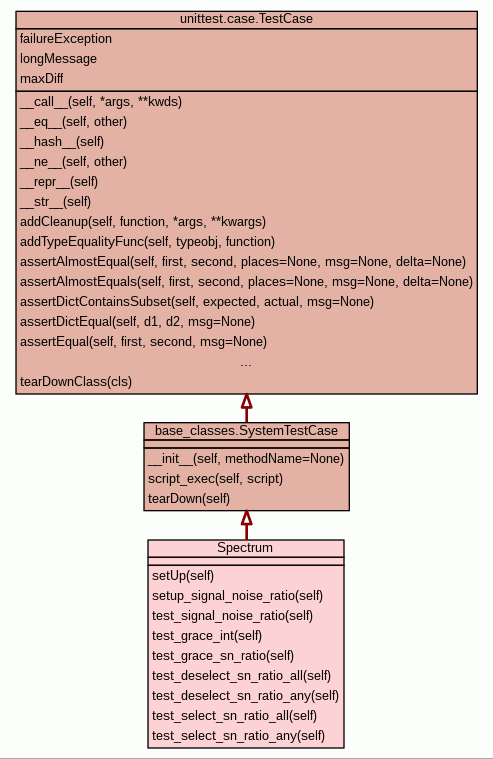 unittest.case.TestCase
failureException
longMessage
maxDiff
__call__(self, *args, **kwds)
__eq__(self, other)
__hash__(self)
__ne__(self, other)
__repr__(self)
__str__(self)
addCleanup(self, function, *args, **kwargs)
addTypeEqualityFunc(self, typeobj, function)
assertAlmostEqual(self, first, second, places=None, msg=None, delta=None)
assertAlmostEquals(self, first, second, places=None, msg=None, delta=None)
assertDictContainsSubset(self, expected, actual, msg=None)
assertDictEqual(self, d1, d2, msg=None)
assertEqual(self, first, second, msg=None)
...
tearDownClass(cls)
base_classes.SystemTestCase
__init__(self, methodName=None)
script_exec(self, script)
tearDown(self)
Spectrum
setUp(self)
setup_signal_noise_ratio(self)
test_signal_noise_ratio(self)
test_grace_int(self)
test_grace_sn_ratio(self)
test_deselect_sn_ratio_all(self)
test_deselect_sn_ratio_any(self)
test_select_sn_ratio_all(self)
test_select_sn_ratio_any(self)